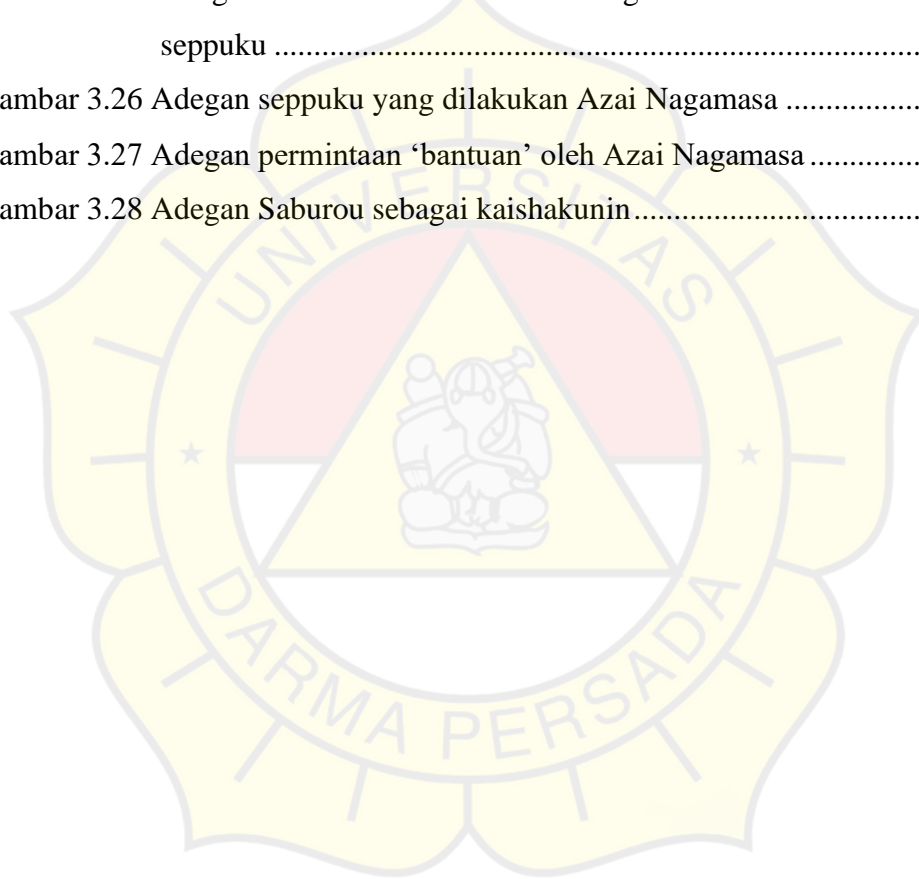 seppuku ....................................................................................
ambar 3.26 Adegan seppuku yang dilakukan Azai Nagamasa .................
ambar 3.27 Adegan permintaan ‘bantuan’ oleh Azai Nagamasa ..............
ambar 3.28 Adegan Saburou sebagai kaishakunin....................................
UNIVERSITAS
DARMA PERSADA